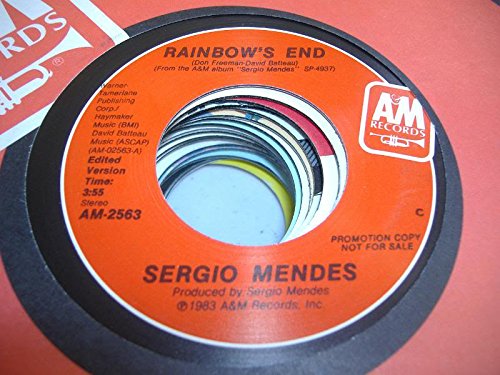 RECORDS
RAINBOW'S END
(Don Freeman-David Batteau)
(From the A&M album "Sergio Mendes" SP-4937)
Warner-
Tamerlane
Publishing
Corp./
Haymaker
Music (BMI)
David Batteau
Music (ASCAP)
(AM-02563-A)
Edited
Version
Time:
3:55
Stereo
AM-2563
A&M
RECORDS
C
PROMOTION COPY
NOT FOR SALE
SERGIO MENDES
Produced by Sergio Mendes
℗1983 A&M Records, Inc.